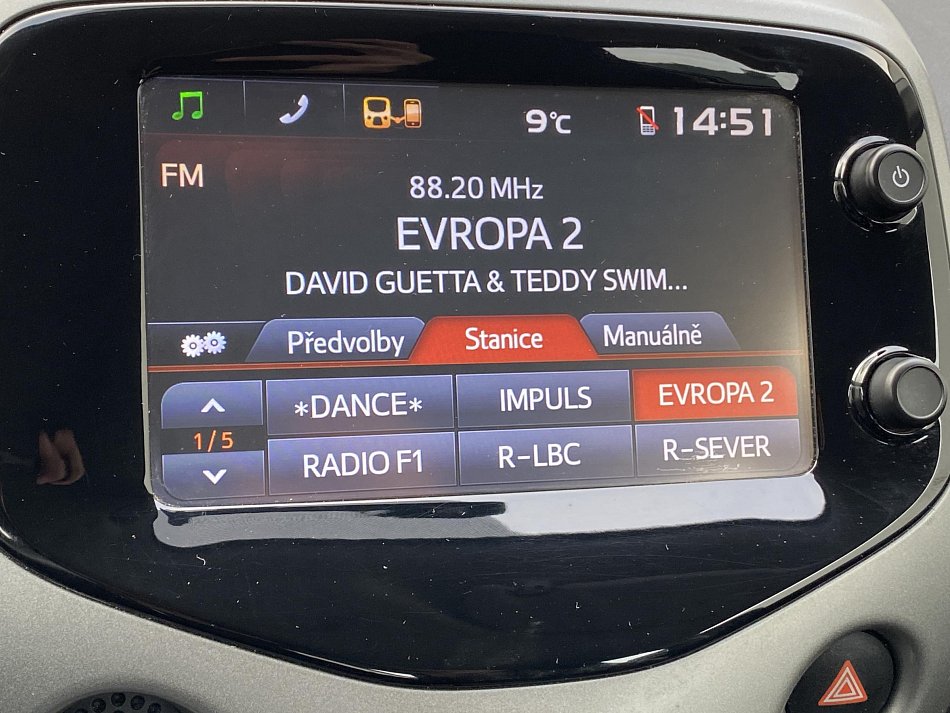 9°C 14:51
FM
88.20 MHz
EVROPA 2
DAVID GUETTA & TEDDY SWIM...
Předvolby Stanice Manuálně
*DANCE* IMPULS EVROPA 2
1/5
RADIO F1 R-LBC R-SEVER